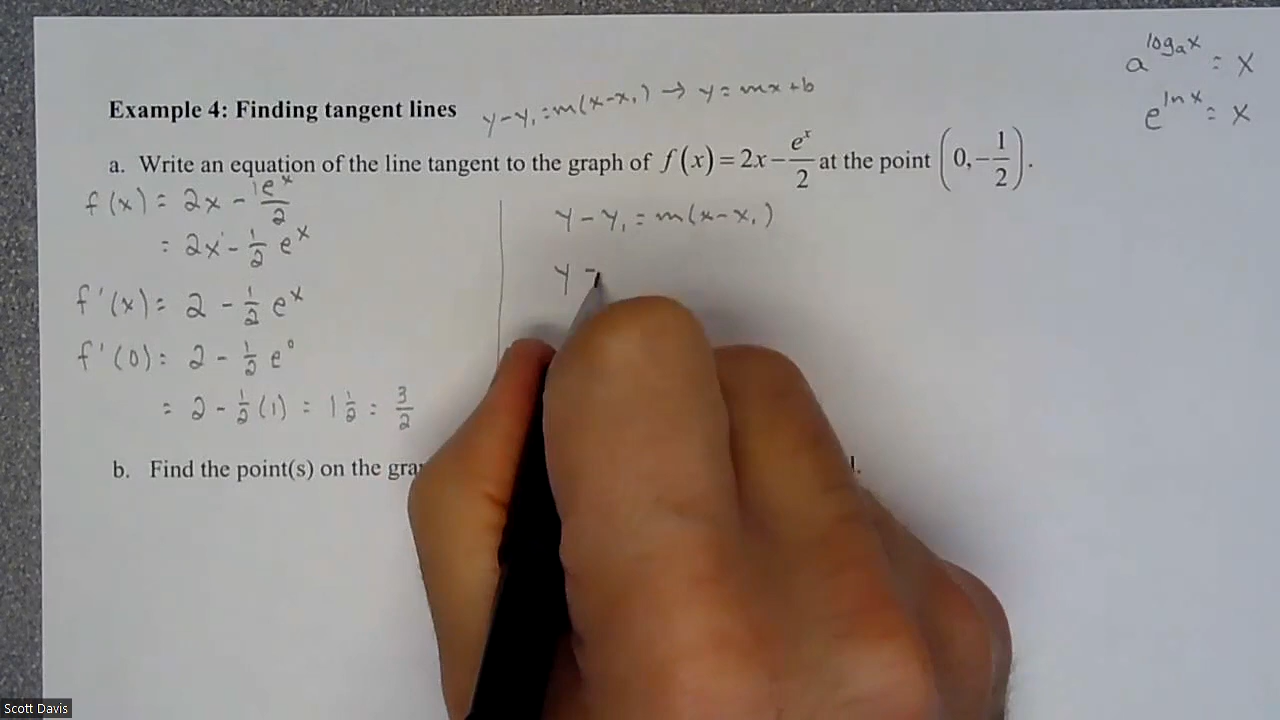 a^{log_a x} = x
e^{ln x} = x
Example 4: Finding tangent lines y-y₁=m(x-x₁) → y=mx+b
a. Write an equation of the line tangent to the graph of f(x)=2x-e^x/2 at the point (0,-1/2).
f(x) = 2x - 1e^x/2
= 2x - 1/2 e^x
f'(x) = 2 - 1/2 e^x
f'(0) = 2 - 1/2 e^0
= 2 - 1/2 (1) = 1 1/2 = 3/2
y-y₁=m(x-x₁)
y -
b. Find the point(s) on the
Scott Davis